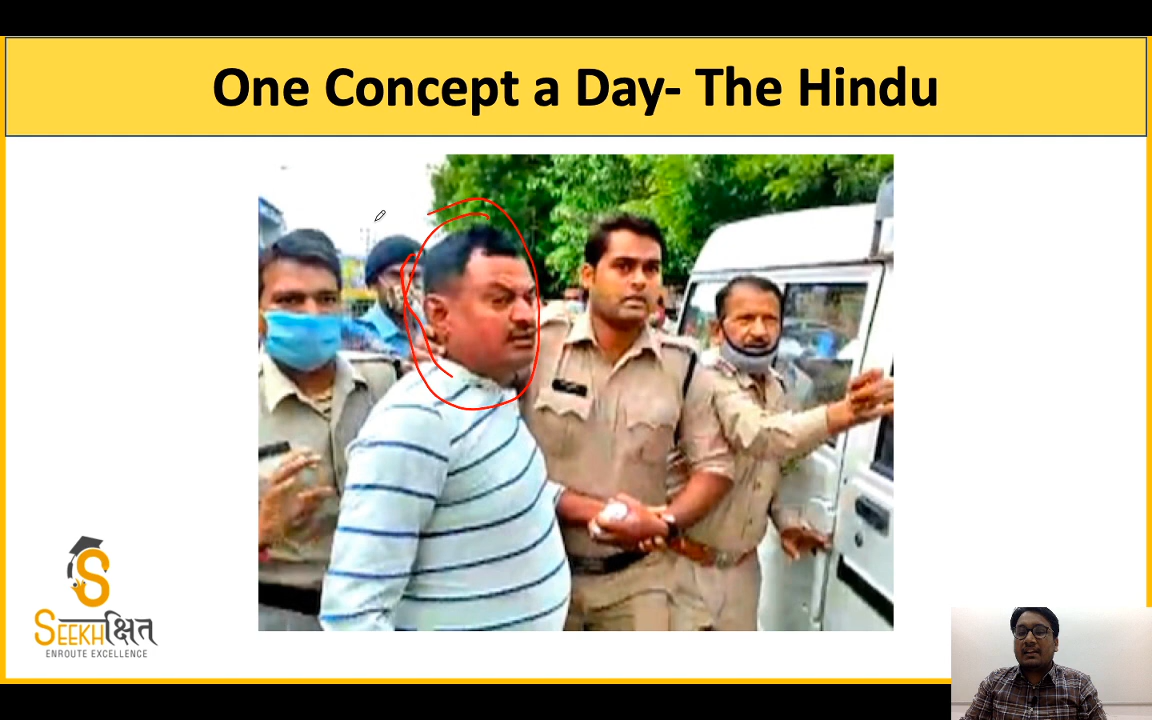 One Concept a Day- The Hindu
SEEKHक्षित
ENROUTE EXCELLENCE